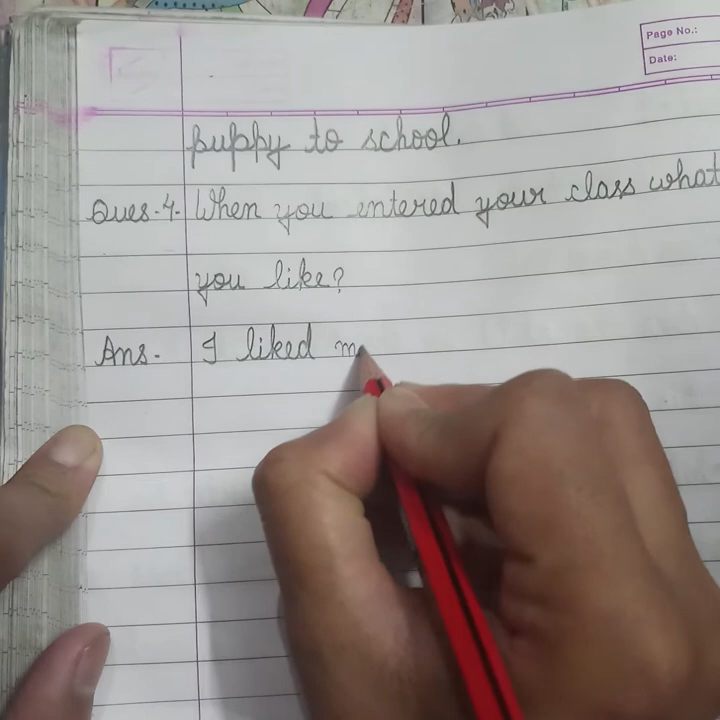 Page No.:
Date:
puppy to school.
Ques.4. When you entered your class what
you like?
Ans. I liked m